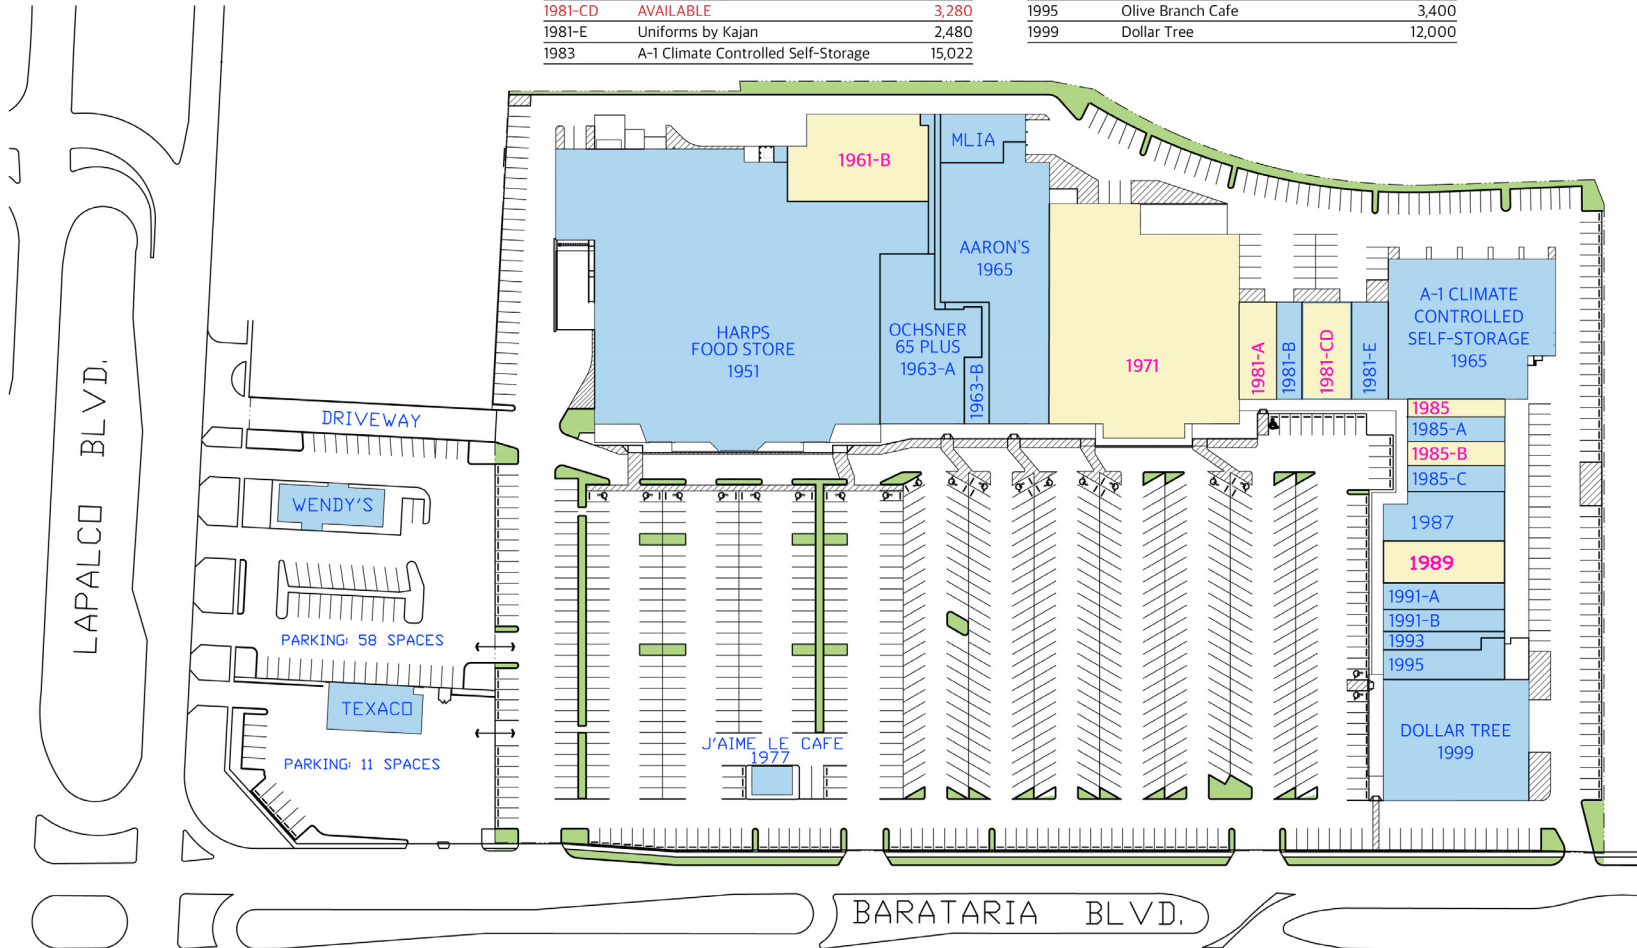 1981-CD AVAILABLE 3,280
1981-E Uniforms by Kajan 2,480
1983 A-1 Climate Controlled Self-Storage 15,022
1995 Olive Branch Cafe 3,400
1999 Dollar Tree 12,000
MLIA
1961-B
AARON'S
1965
HARPS
FOOD STORE
1951
OCHSNER
65 PLUS
1963-A
1963-B
1971
1981-A
1981-B
1981-CD
1981-E
A-1 CLIMATE
CONTROLLED
SELF-STORAGE
1965
1985
1985-A
1985-B
1985-C
1987
1989
1991-A
1991-B
1993
1995
DOLLAR TREE
1999
LAPALCO BLVD.
DRIVEWAY
WENDY'S
PARKING: 58 SPACES
TEXACO
PARKING: 11 SPACES
J'AIME LE CAFE
1977
BARATARIA BLVD.